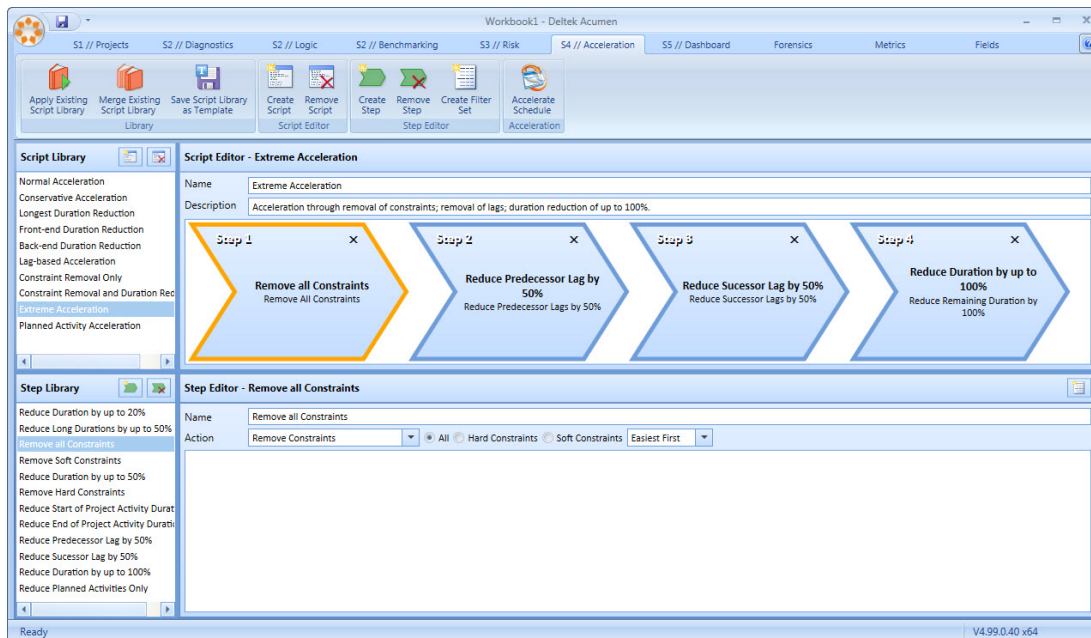 Workbook1 - Deltek Acumen
S1 // Projects S2 // Diagnostics S2 // Logic S2 // Benchmarking S3 // Risk S4 // Acceleration S5 // Dashboard Forensics Metrics Fields
Apply Existing Script Library
Merge Existing Script Library
Save Script Library as Template
Create Script
Remove Script
Create Step
Remove Step
Create Filter Set
Accelerate Schedule
Library Script Editor Step Editor Acceleration
Script Library
Normal Acceleration
Conservative Acceleration
Longest Duration Reduction
Front-end Duration Reduction
Back-end Duration Reduction
Lag-based Acceleration
Constraint Removal Only
Constraint Removal and Duration Red
Extreme Acceleration
Planned Activity Acceleration
Script Editor - Extreme Acceleration
Name Extreme Acceleration
Description Acceleration through removal of constraints; removal of lags; duration reduction of up to 100%.
Step 1 X
Remove all Constraints
Remove All Constraints
Step 2 X
Reduce Predecessor Lag by
50%
Reduce Predecessor Lags by 50%
Step 3 X
Reduce Sucessor Lag by 50%
Reduce Successor Lags by 50%
Step 4 X
Reduce Duration by up to
100%
Reduce Remaining Duration by
100%
Step Library
Reduce Duration by up to 20%
Reduce Long Durations by up to 50%
Remove all Constraints
Remove Soft Constraints
Reduce Duration by up to 50%
Remove Hard Constraints
Reduce Start of Project Activity Durat
Reduce End of Project Activity Duratio
Reduce Predecessor Lag by 50%
Reduce Sucessor Lag by 50%
Reduce Duration by up to 100%
Reduce Planned Activities Only
Step Editor - Remove all Constraints
Name Remove all Constraints
Action Remove Constraints All Hard Constraints Soft Constraints Easiest First
Ready V4.99.0.40 x64